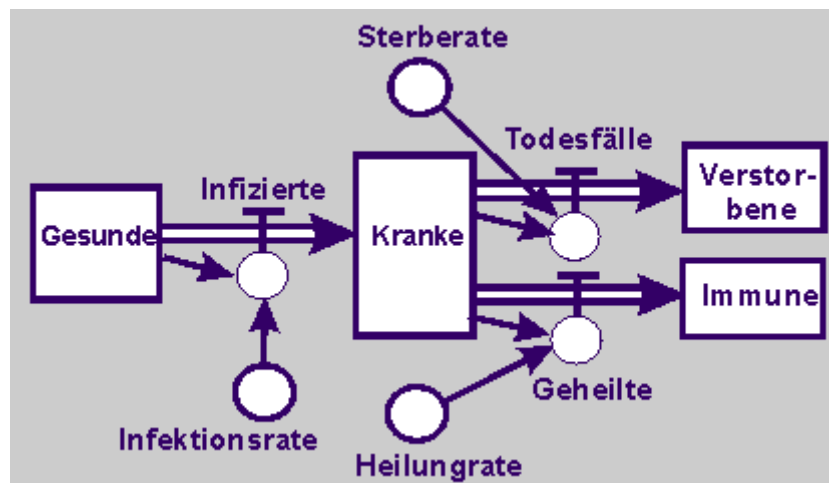 Sterberate
Todesfälle
Verstor-
bene
Infizierte
Gesunde
Kranke
Immune
Geheilte
Infektionsrate
Heilungrate